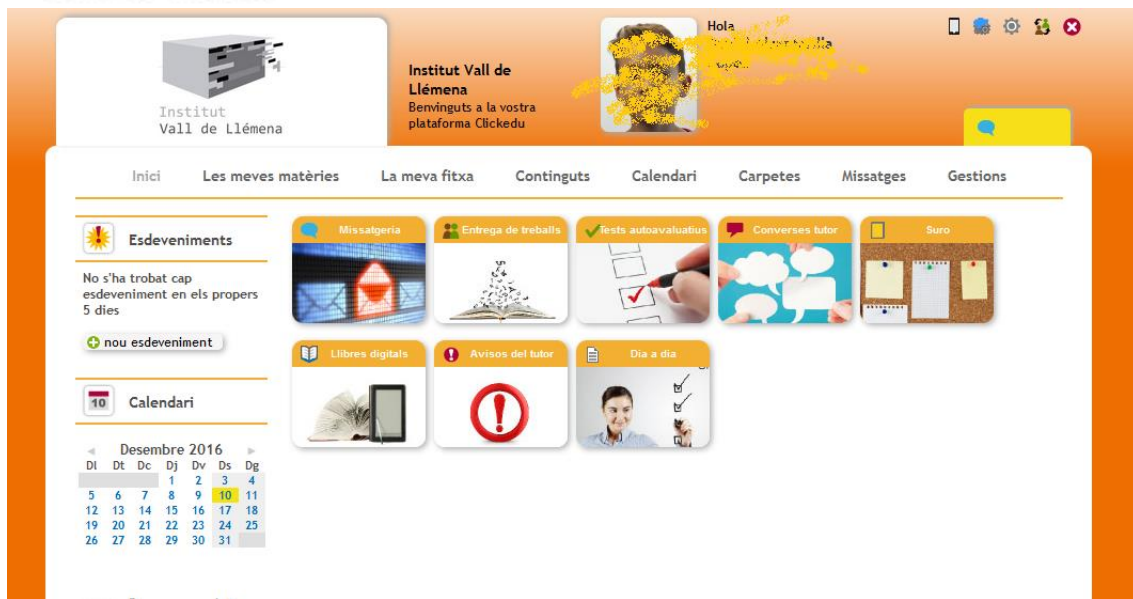 Institut
Vall de Llémena
Institut Vall de
Llémena
Benvinguts a la vostra
plataforma Clickedu
Hola
Inici Les meves matèries La meva fitxa Continguts Calendari Carpetes Missatges Gestions
Esdeveniments
No s'ha trobat cap
esdeveniment en els propers
5 dies
nou esdeveniment
10 Calendari
Desembre 2016
Dl Dt Dc Dj Dv Ds Dg
1 2 3 4
5 6 7 8 9 10 11
12 13 14 15 16 17 18
19 20 21 22 23 24 25
26 27 28 29 30 31
Missatgeria
Entrega de treballs
Tests autoavaluatius
Converses tutor
Suro
Llibres digitals
Avisos del tutor
Dia a dia